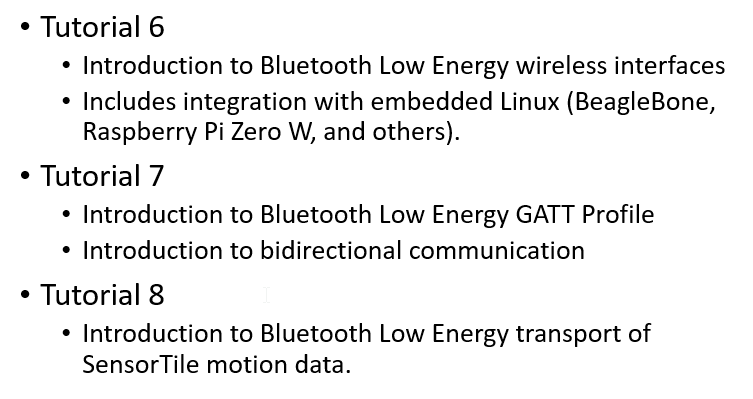 • Tutorial 6
• Introduction to Bluetooth Low Energy wireless interfaces
• Includes integration with embedded Linux (BeagleBone,
Raspberry Pi Zero W, and others).
• Tutorial 7
• Introduction to Bluetooth Low Energy GATT Profile
• Introduction to bidirectional communication
• Tutorial 8
• Introduction to Bluetooth Low Energy transport of
SensorTile motion data.